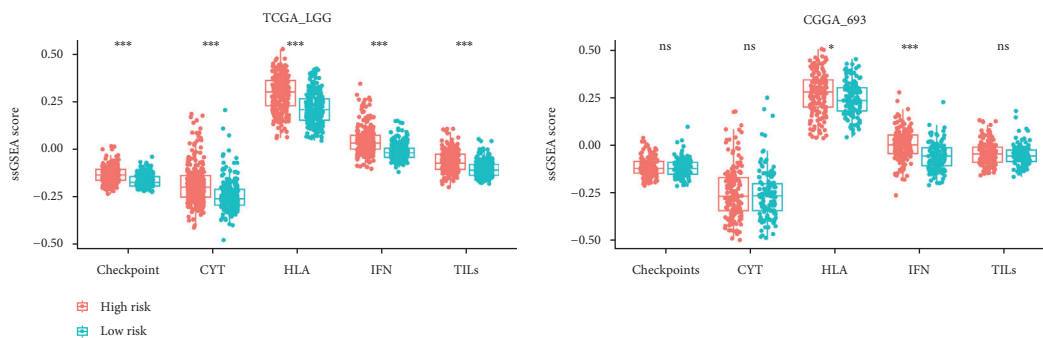 TCGA_LGG
*** *** *** *** ***
ssGSEA score
0.50
0.25
0.00
−0.25
−0.50
Checkpoint CYT HLA IFN TILs
High risk
Low risk
CGGA_693
ns ns * *** ns
ssGSEA score
0.50
0.25
0.00
−0.25
−0.50
Checkpoints CYT HLA IFN TILs